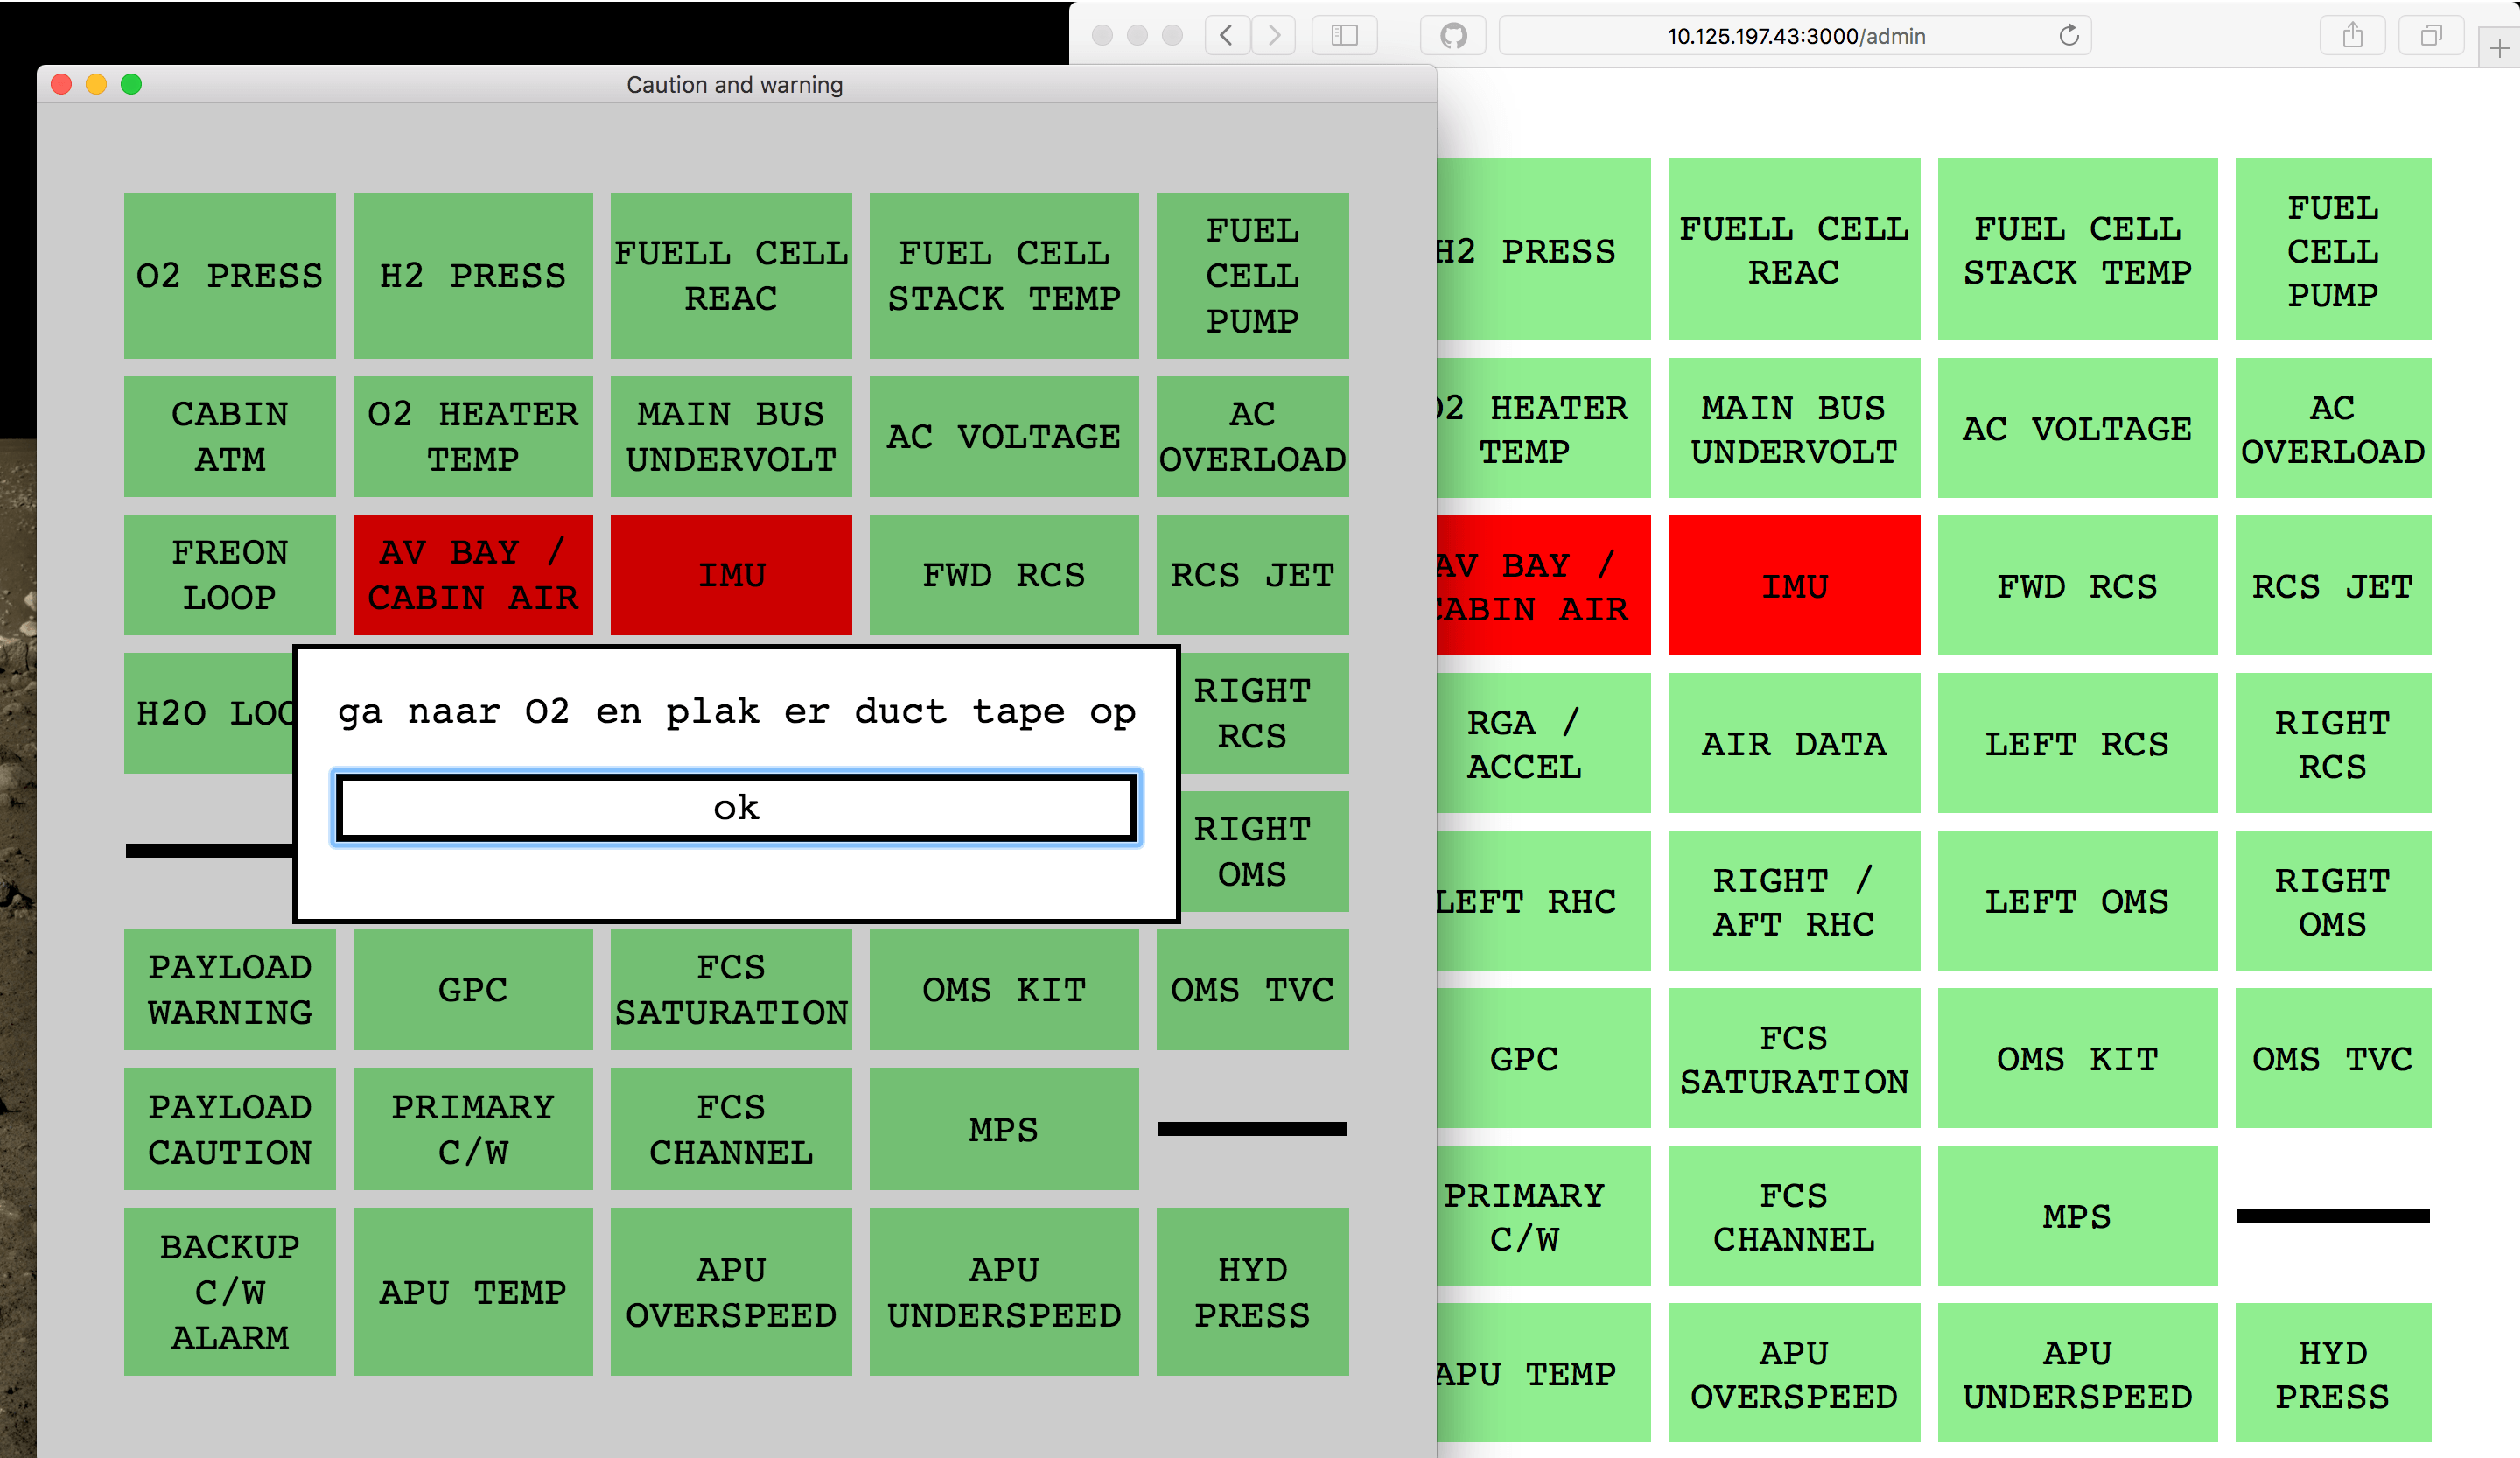 10.125.197.43:3000/admin
Caution and warning
O2 PRESS
H2 PRESS
FUELL CELL
REAC
FUEL CELL
STACK TEMP
FUEL
CELL
PUMP
CABIN
ATM
O2 HEATER
TEMP
MAIN BUS
UNDERVOLT
AC VOLTAGE
AC
OVERLOAD
FREON
LOOP
AV BAY /
CABIN AIR
IMU
FWD RCS
RCS JET
H2O LOO
RIGHT
RCS
ga naar O2 en plak er duct tape op
ok
RIGHT
OMS
PAYLOAD
WARNING
GPC
FCS
SATURATION
OMS KIT
OMS TVC
PAYLOAD
CAUTION
PRIMARY
C/W
FCS
CHANNEL
MPS
BACKUP
C/W
ALARM
APU TEMP
APU
OVERSPEED
APU
UNDERSPEED
HYD
PRESS
H2 PRESS
FUELL CELL
REAC
FUEL CELL
STACK TEMP
FUEL
CELL
PUMP
O2 HEATER
TEMP
MAIN BUS
UNDERVOLT
AC VOLTAGE
AC
OVERLOAD
AV BAY /
CABIN AIR
IMU
FWD RCS
RCS JET
RGA /
ACCEL
AIR DATA
LEFT RCS
RIGHT
RCS
LEFT RHC
RIGHT /
AFT RHC
LEFT OMS
RIGHT
OMS
GPC
FCS
SATURATION
OMS KIT
OMS TVC
PRIMARY
C/W
FCS
CHANNEL
MPS
APU TEMP
APU
OVERSPEED
APU
UNDERSPEED
HYD
PRESS